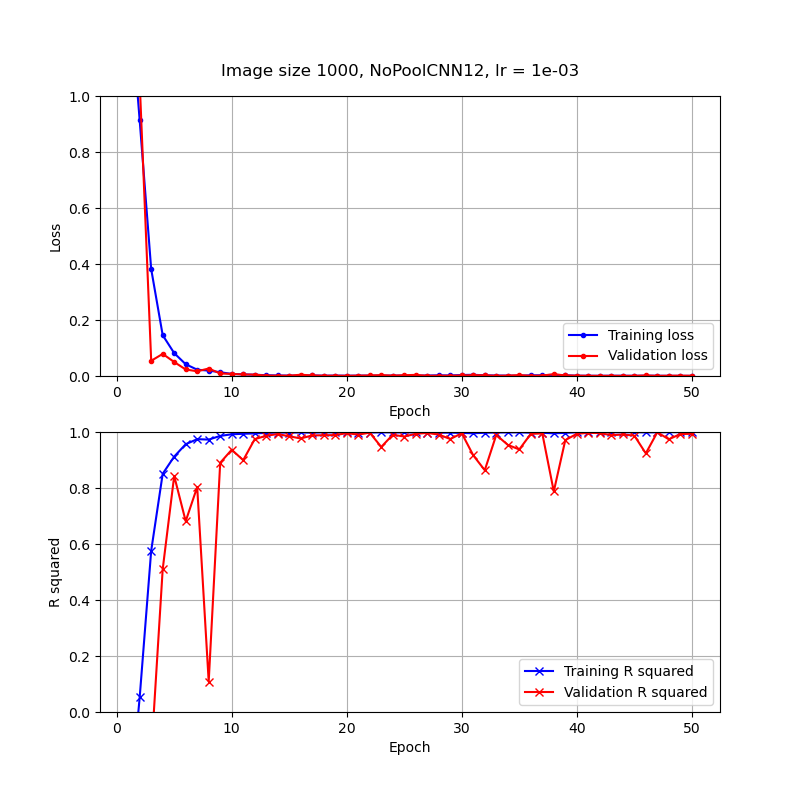 Image size 1000, NoPoolCNN12, lr = 1e-03
1.0
0.8
0.6
0.4
0.2
0.0
Loss
Training loss
Validation loss
0 10 20 30 40 50
Epoch
1.0
0.8
0.6
0.4
0.2
0.0
R squared
Training R squared
Validation R squared
0 10 20 30 40 50
Epoch